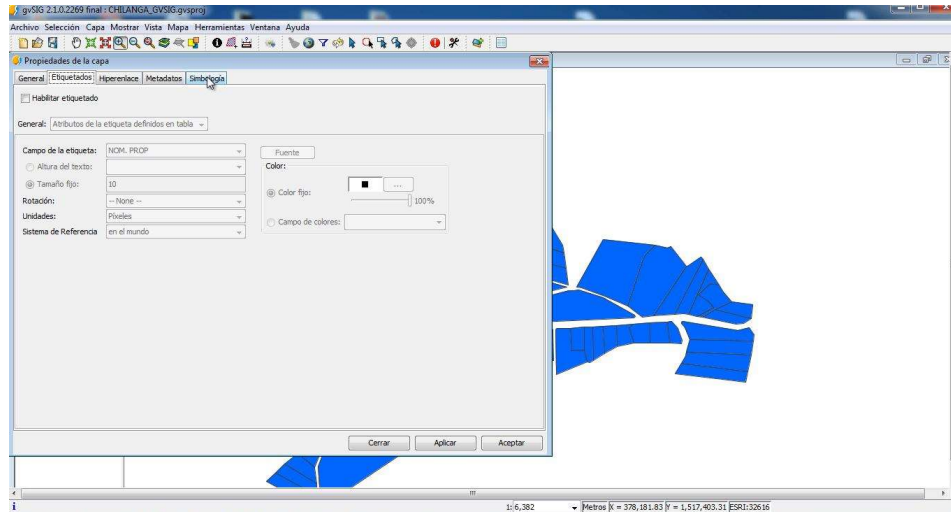 gvSIG 2.1.0.2269 final : CHILANGA_GVSIG.gvsproj
Archivo Selección Capa Mostrar Vista Mapa Herramientas Ventana Ayuda
Propiedades de la capa
General Etiquetados Hiperenlace Metadatos Simbología
Habilitar etiquetado
General: Atributos de la etiqueta definidos en tabla
Campo de la etiqueta: NOM. PROP
Altura del texto:
Tamaño fijo: 10
Rotación: -- None --
Unidades: Píxeles
Sistema de Referencia en el mundo
Fuente
Color:
Color fijo: ...
100%
Campo de colores:
Cerrar Aplicar Aceptar
1: 6,382 Metros X = 378,181.83 Y = 1,517,403.31 ESRI:32616